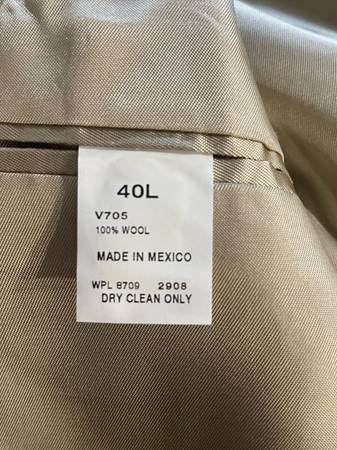 40L
V705
100% WOOL
MADE IN MEXICO
WPL 8709 2908
DRY CLEAN ONLY